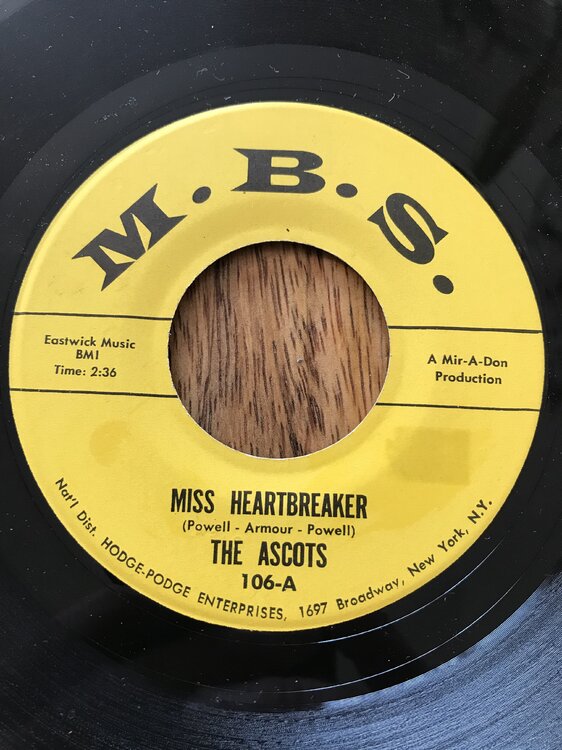 M.B.S.
Eastwick Music
BMI
Time: 2:36
A Mir-A-Don
Production
MISS HEARTBREAKER
(Powell - Armour - Powell)
THE ASCOTS
106-A
Nat'l Dist. HODGE-PODGE ENTERPRISES, 1697 Broadway, New York, N.Y.